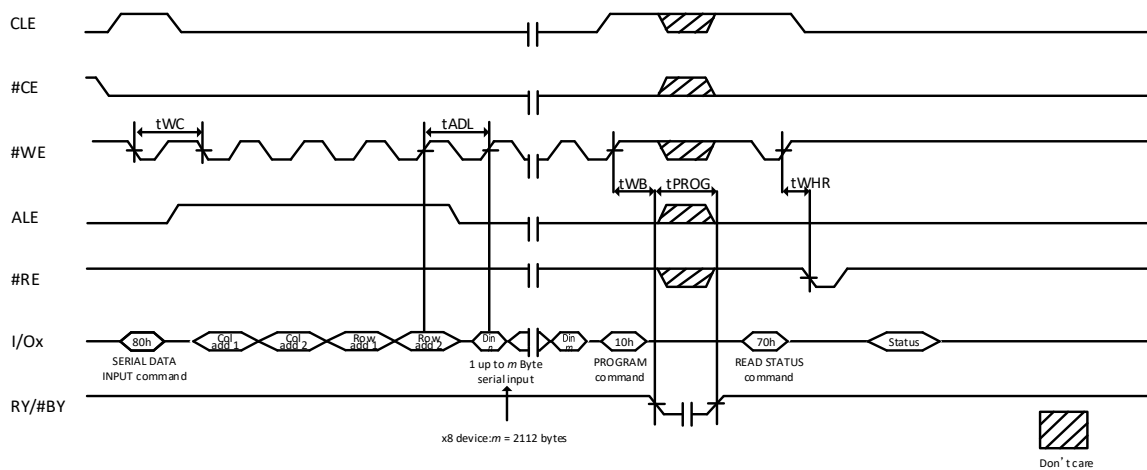 CLE
#CE
tWC
tADL
#WE
tWB
tPROG
tWHR
ALE
#RE
I/Ox
80h
Col
add 1
Col
add 2
Row
add 1
Row
add 2
Din
n
Din
m
10h
70h
Status
SERIAL DATA
INPUT command
1 up to m Byte
serial input
PROGRAM
command
READ STATUS
command
RY/#BY
x8 device:m = 2112 bytes
Don't care